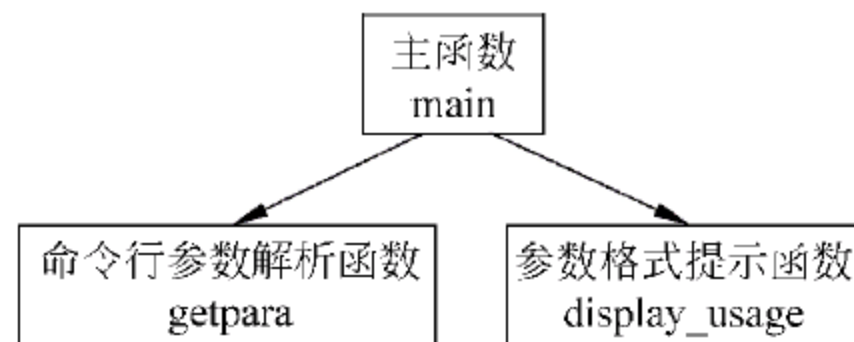 主函数
main
命令行参数解析函数
getpara
参数格式提示函数
display_usage